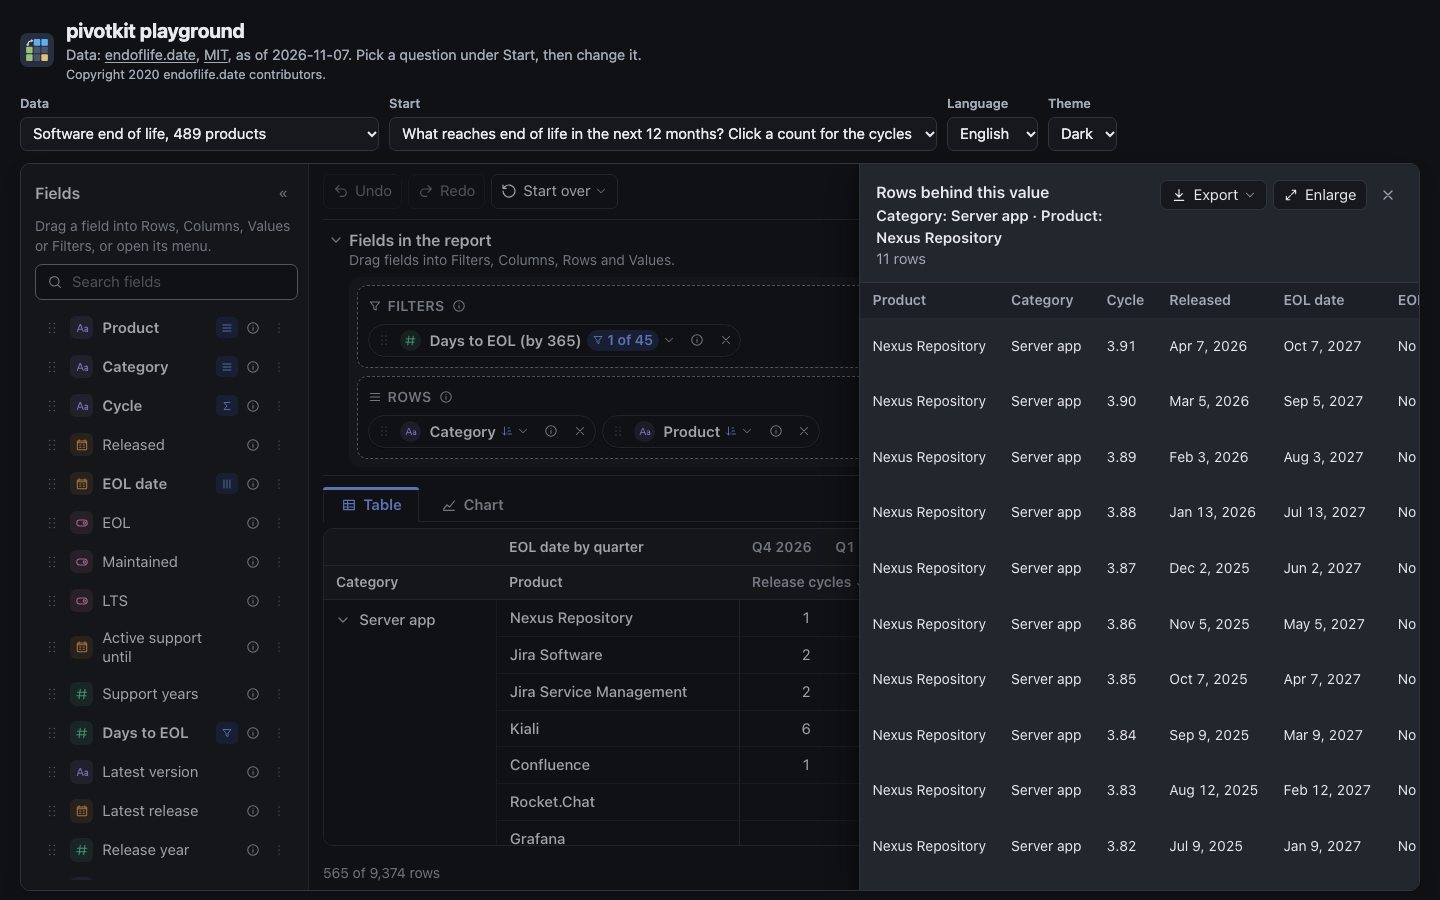 pivotkit playground
Data: endoflife.date, MIT, as of 2026-11-07. Pick a question under Start, then change it.
Copyright 2020 endoflife.date contributors.
Data
Start
Language
Theme
Software end of life, 489 products
What reaches end of life in the next 12 months? Click a count for the cycles
English
Dark
Fields
«
Drag a field into Rows, Columns, Values
or Filters, or open its menu.
Search fields
Aa Product
Aa Category
Aa Cycle Σ
Released
EOL date
EOL
Maintained
LTS
Active support
until
# Support years
# Days to EOL
Aa Latest version
Latest release
# Release year
Undo
Redo
Start over
Fields in the report
Drag fields into Filters, Columns, Rows and Values.
FILTERS
# Days to EOL (by 365) 1 of 45
ROWS
Aa Category
Aa Product
Table
Chart
EOL date by quarter Q4 2026 Q1
Category Product Release cycles
Server app Nexus Repository 1
Jira Software 2
Jira Service Management 2
Kiali 6
Confluence 1
Rocket.Chat
Grafana
565 of 9,374 rows
Rows behind this value
Category: Server app · Product:
Nexus Repository
11 rows
Export
Enlarge
Product Category Cycle Released EOL date EOL
Nexus Repository Server app 3.91 Apr 7, 2026 Oct 7, 2027 No
Nexus Repository Server app 3.90 Mar 5, 2026 Sep 5, 2027 No
Nexus Repository Server app 3.89 Feb 3, 2026 Aug 3, 2027 No
Nexus Repository Server app 3.88 Jan 13, 2026 Jul 13, 2027 No
Nexus Repository Server app 3.87 Dec 2, 2025 Jun 2, 2027 No
Nexus Repository Server app 3.86 Nov 5, 2025 May 5, 2027 No
Nexus Repository Server app 3.85 Oct 7, 2025 Apr 7, 2027 No
Nexus Repository Server app 3.84 Sep 9, 2025 Mar 9, 2027 No
Nexus Repository Server app 3.83 Aug 12, 2025 Feb 12, 2027 No
Nexus Repository Server app 3.82 Jul 9, 2025 Jan 9, 2027 No